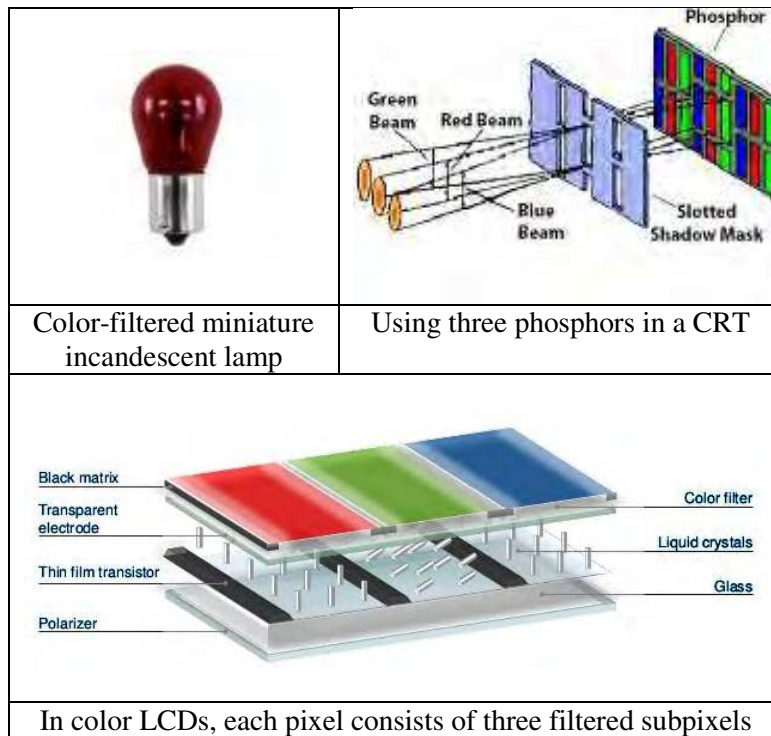 Phosphor
Green
Beam
Red Beam
Blue
Beam
Slotted
Shadow Mask
Color-filtered miniature
incandescent lamp
Using three phosphors in a CRT
Black matrix
Transparent
electrode
Thin film transistor
Polarizer
Color filter
Liquid crystals
Glass
In color LCDs, each pixel consists of three filtered subpixels